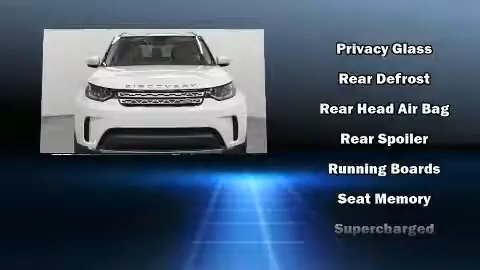 DISCOVERY
Privacy Glass
Rear Defrost
Rear Head Air Bag
Rear Spoiler
Running Boards
Seat Memory
Supercharged